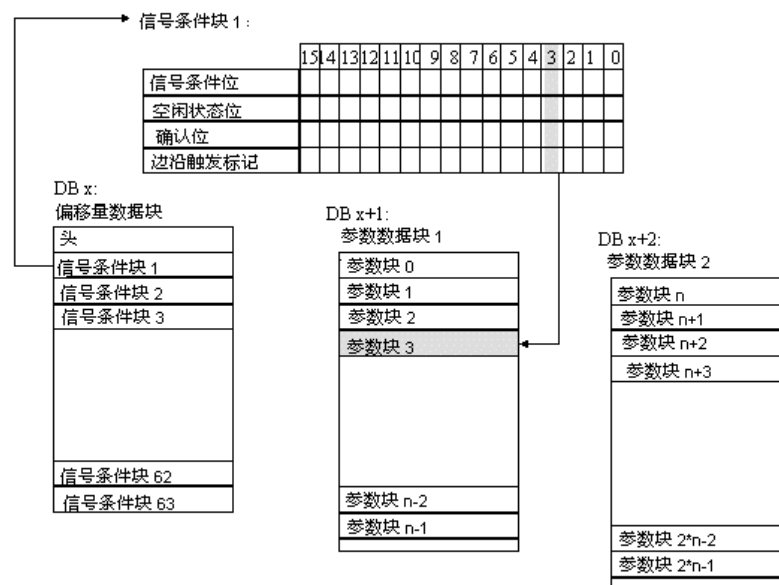 信号条件块 1：
15 14 13 12 11 10 9 8 7 6 5 4 3 2 1 0
信号条件位
空闲状态位
确认位
边沿触发标记
DB x:
偏移量数据块
头
信号条件块 1
信号条件块 2
信号条件块 3
信号条件块 62
信号条件块 63
DB x+1:
参数数据块 1
参数块 0
参数块 1
参数块 2
参数块 3
参数块 n-2
参数块 n-1
DB x+2:
参数数据块 2
参数块 n
参数块 n+1
参数块 n+2
参数块 n+3
参数块 2*n-2
参数块 2*n-1